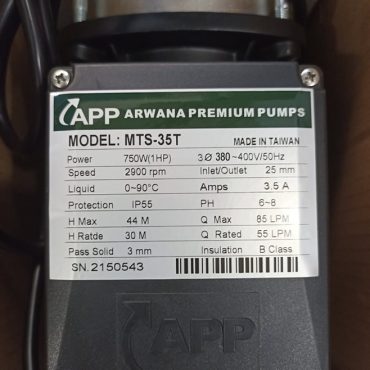 APP ARWANA PREMIUM PUMPS
MODEL: MTS-35T MADE IN TAIWAN
Power 750W(1HP) 3Ø 380~400V/50Hz
Speed 2900 rpm Inlet/Outlet 25 mm
Liquid 0~90°C Amps 3.5 A
Protection IP55 PH 6~8
H Max 44 M Q Max 85 LPM
H Ratde 30 M Q Rated 55 LPM
Pass Solid 3 mm Insulation B Class
SN.2150543
APP